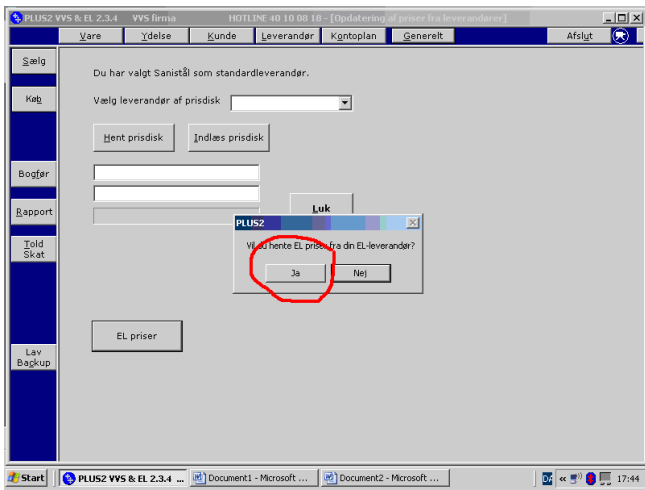 PLUS2 VVS & EL 2.3.4 VVS firma HOTLINE 40 10 08 18 - [Opdatering af priser fra leverandører]
Vare Ydelse Kunde Leverandør Kontoplan Generelt Afslut
Sælg
Køb
Bogfør
Rapport
Told
Skat
Lav
Backup
Du har valgt Sanistål som standardleverandør.
Vælg leverandør af prisdisk
Hent prisdisk Indlæs prisdisk
Luk
PLUS2
Vil du hente EL priser fra din EL-leverandør?
Ja Nej
EL priser
Start PLUS2 VVS & EL 2.3.4 ... Document1 - Microsoft ... Document2 - Microsoft ... DA « 17:44